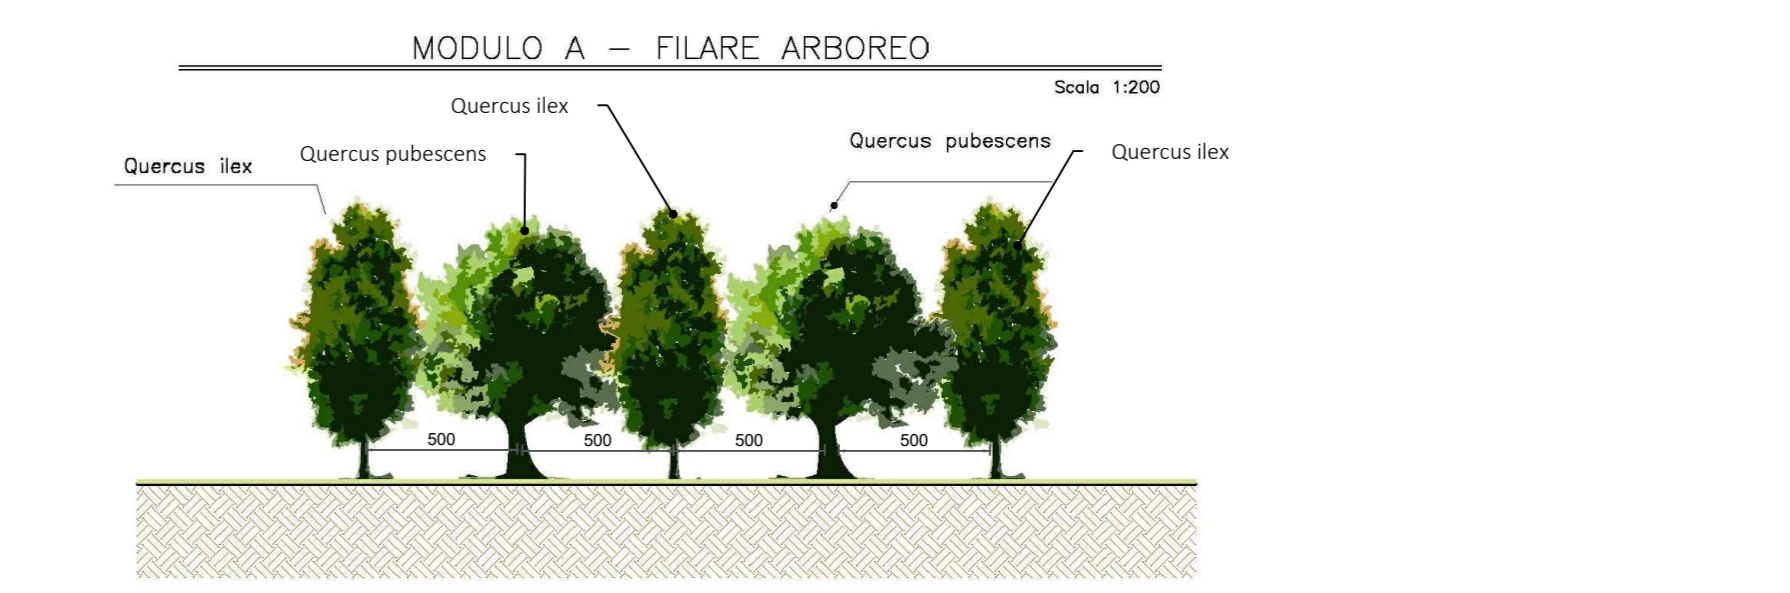 MODULO A – FILARE ARBOREO
Scala 1:200
Quercus ilex
Quercus pubescens
Quercus ilex
Quercus pubescens
Quercus ilex
500
500
500
500